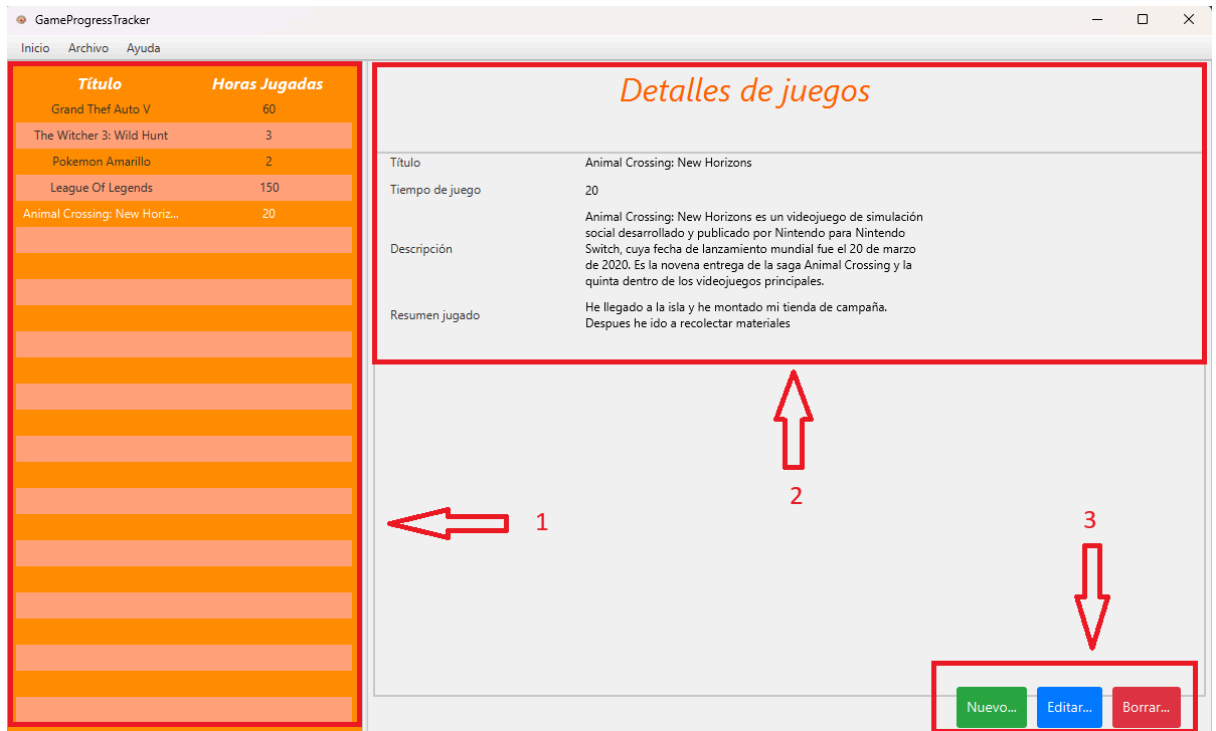 GameProgressTracker
Inicio Archivo Ayuda
Título Horas Jugadas
Grand Thef Auto V 60
The Witcher 3: Wild Hunt 3
Pokemon Amarillo 2
League Of Legends 150
Animal Crossing: New Horiz... 20
Detalles de juegos
Título Animal Crossing: New Horizons
Tiempo de juego 20
Descripción
Animal Crossing: New Horizons es un videojuego de simulación
social desarrollado y publicado por Nintendo para Nintendo
Switch, cuya fecha de lanzamiento mundial fue el 20 de marzo
de 2020. Es la novena entrega de la saga Animal Crossing y la
quinta dentro de los videojuegos principales.
Resumen jugado
He llegado a la isla y he montado mi tienda de campaña.
Despues he ido a recolectar materiales
1
2
3
Nuevo... Editar... Borrar...